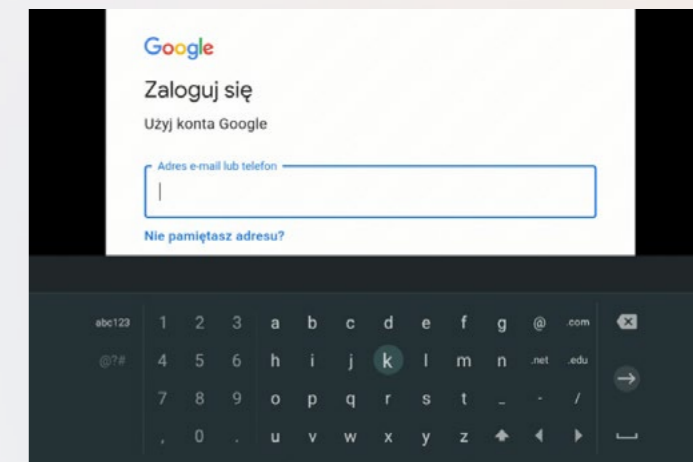 Google
Zaloguj się
Użyj konta Google
Adres e-mail lub telefon
Nie pamiętasz adresu?
abc123 1 2 3 a b c d e f g @ .com
@?# 4 5 6 h i j k l m n .net .edu
7 8 9 o p q r s t _ - /
, 0 . u v w x y z